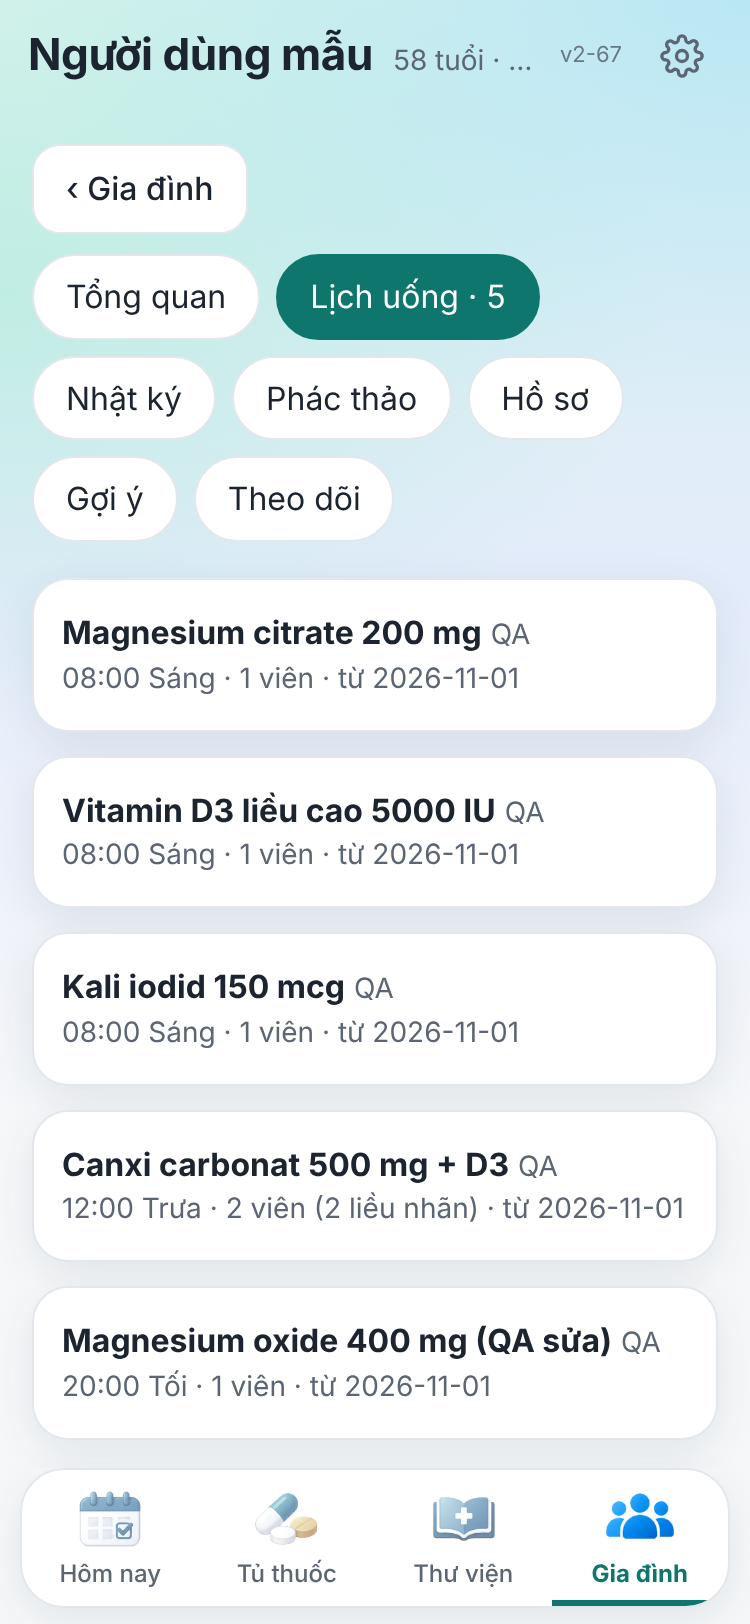 Người dùng mẫu 58 tuổi · ... v2-67
‹ Gia đình
Tổng quan Lịch uống · 5
Nhật ký Phác thảo Hồ sơ
Gợi ý Theo dõi
Magnesium citrate 200 mg QA
08:00 Sáng · 1 viên · từ 2026-11-01
Vitamin D3 liều cao 5000 IU QA
08:00 Sáng · 1 viên · từ 2026-11-01
Kali iodid 150 mcg QA
08:00 Sáng · 1 viên · từ 2026-11-01
Canxi carbonat 500 mg + D3 QA
12:00 Trưa · 2 viên (2 liều nhãn) · từ 2026-11-01
Magnesium oxide 400 mg (QA sửa) QA
20:00 Tối · 1 viên · từ 2026-11-01
Hôm nay Tủ thuốc Thư viện Gia đình